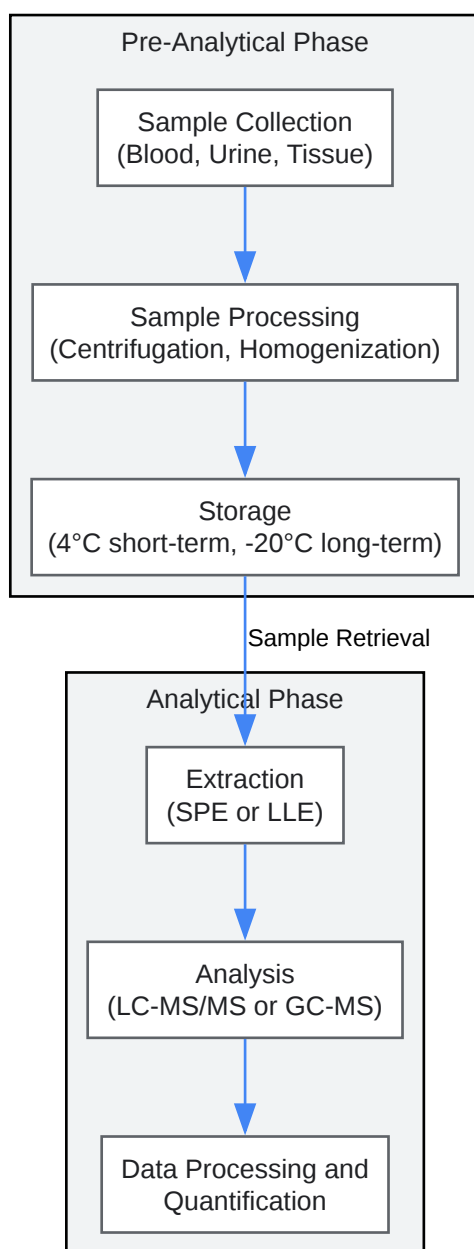 Pre-Analytical Phase
Sample Collection
(Blood, Urine, Tissue)
Sample Processing
(Centrifugation, Homogenization)
Storage
(4°C short-term, -20°C long-term)
Sample Retrieval
Analytical Phase
Extraction
(SPE or LLE)
Analysis
(LC-MS/MS or GC-MS)
Data Processing and
Quantification